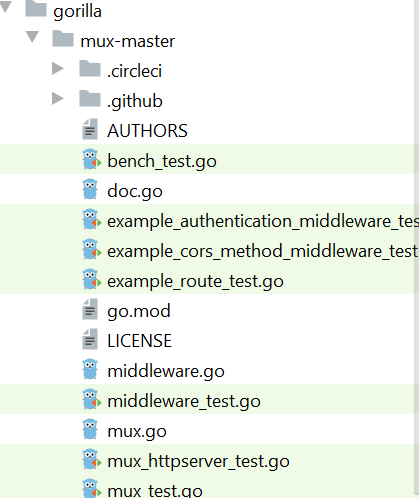 gorilla
mux-master
.circleci
.github
AUTHORS
bench_test.go
doc.go
example_authentication_middleware_tes
example_cors_method_middleware_test
example_route_test.go
go.mod
LICENSE
middleware.go
middleware_test.go
mux.go
mux_httpserver_test.go
mux_test.go